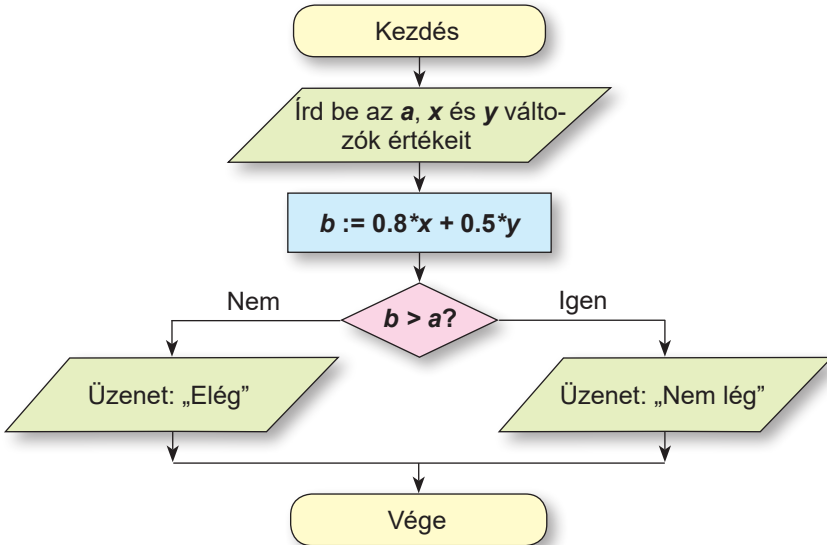 Kezdés
Írd be az a, x és y válto-
zók értékeit
b := 0.8*x + 0.5*y
b > a?
Nem
Igen
Üzenet: „Elég”
Üzenet: „Nem lég”
Vége